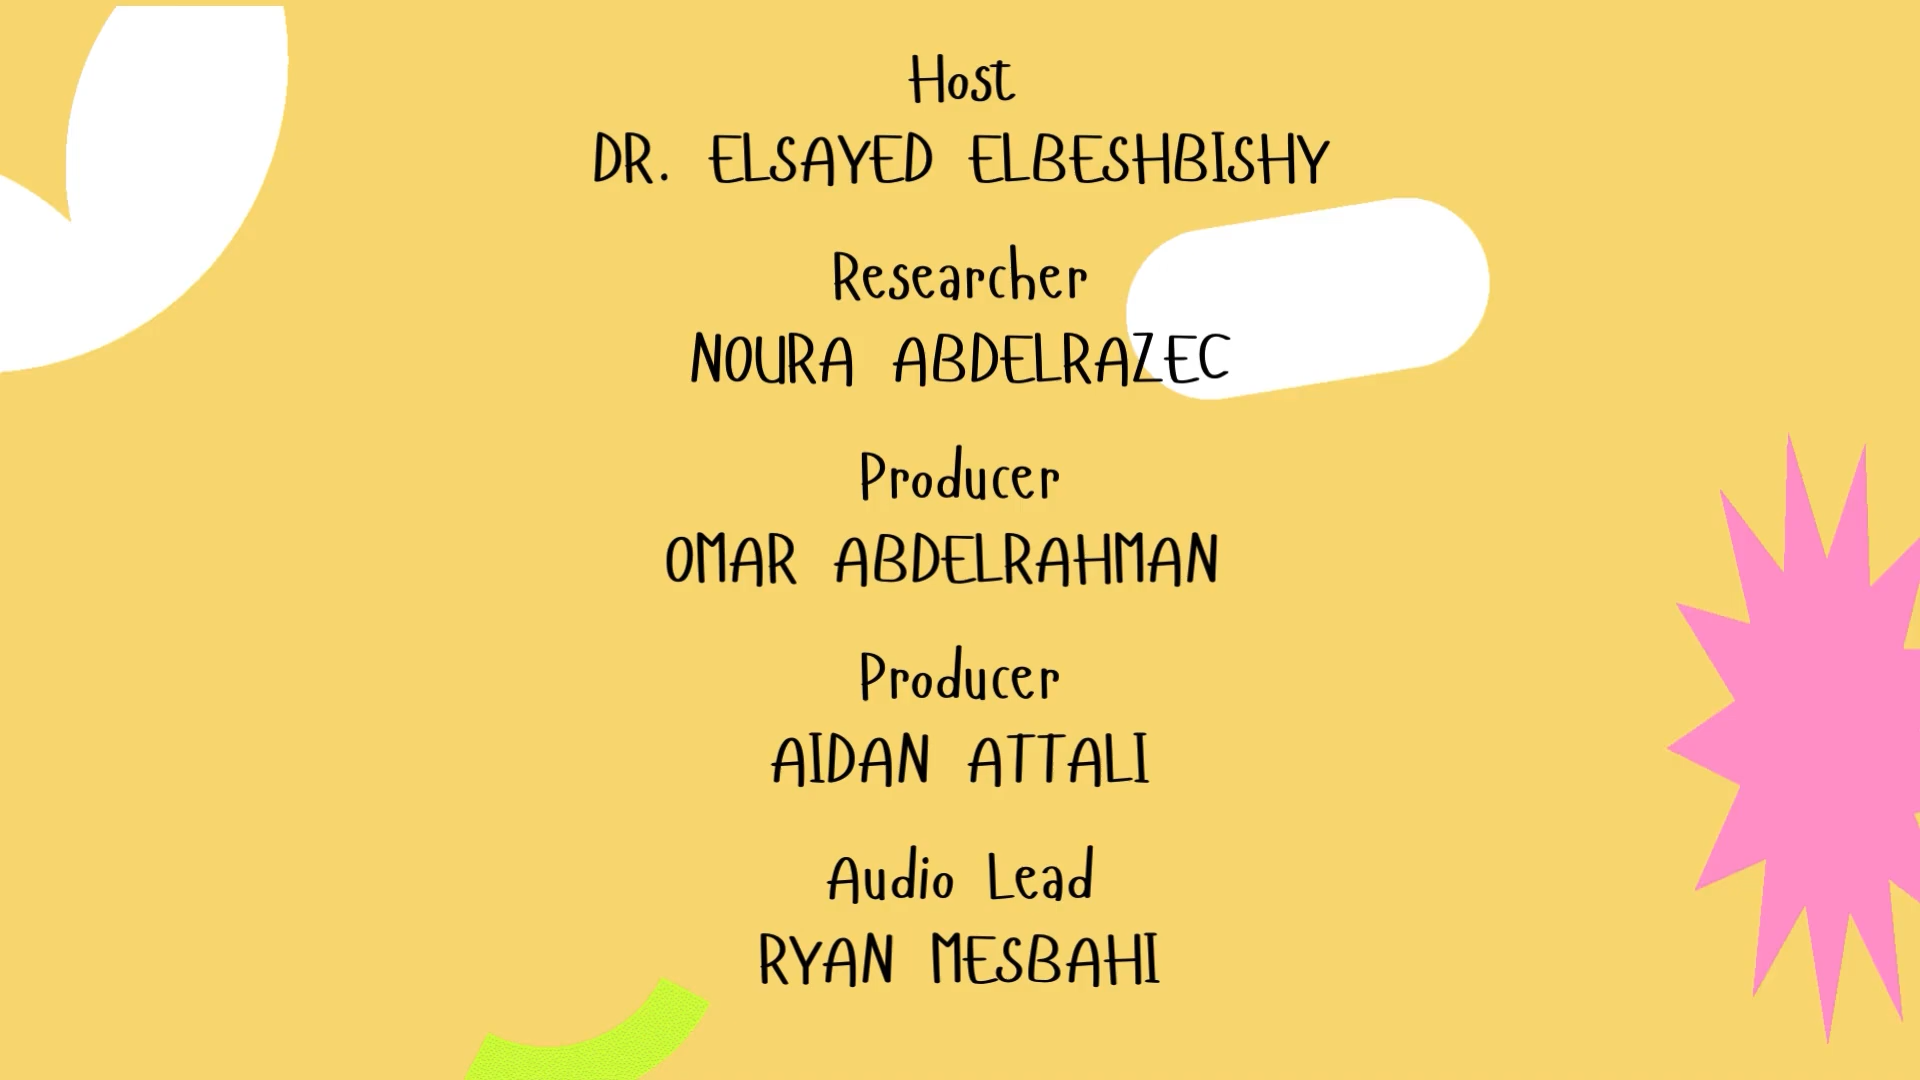 Host
DR. ELSAYED ELBESHBISHY
Researcher
NOURA ABDELRAZEC
Producer
OMAR ABDELRAHMAN
Producer
AIDAN ATTALI
Audio Lead
RYAN MESBAHI